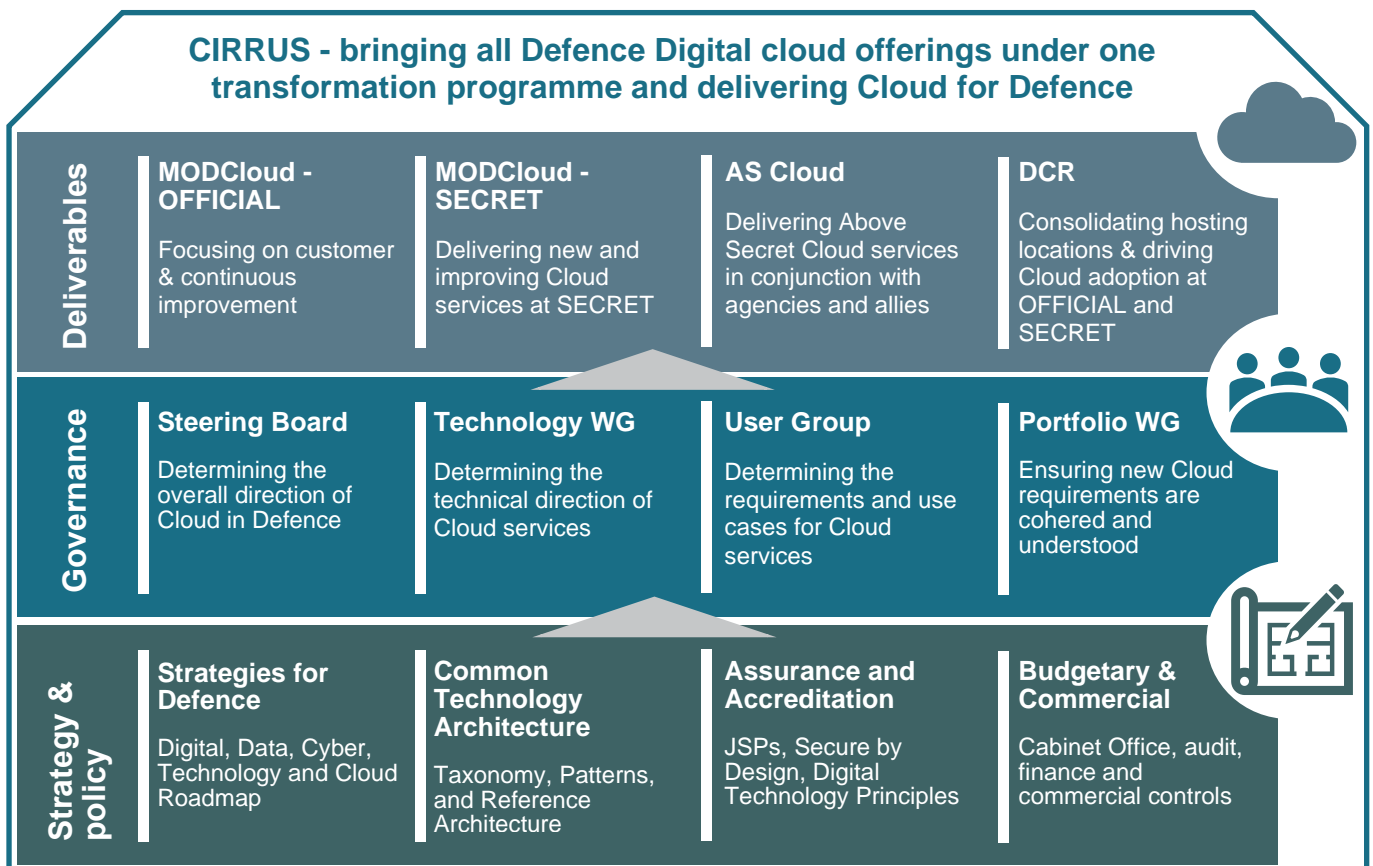 CIRRUS - bringing all Defence Digital cloud offerings under one
transformation programme and delivering Cloud for Defence
Deliverables
MODCloud -
OFFICIAL
Focusing on customer
& continuous
improvement
MODCloud -
SECRET
Delivering new and
improving Cloud
services at SECRET
AS Cloud
Delivering Above
Secret Cloud services
in conjunction with
agencies and allies
DCR
Consolidating hosting
locations & driving
Cloud adoption at
OFFICIAL and
SECRET
Governance
Steering Board
Determining the
overall direction of
Cloud in Defence
Technology WG
Determining the
technical direction of
Cloud services
User Group
Determining the
requirements and use
cases for Cloud
services
Portfolio WG
Ensuring new Cloud
requirements are
cohered and
understood
Strategy &
policy
Strategies for
Defence
Digital, Data, Cyber,
Technology and Cloud
Roadmap
Common
Technology
Architecture
Taxonomy, Patterns,
and Reference
Architecture
Assurance and
Accreditation
JSPs, Secure by
Design, Digital
Technology Principles
Budgetary &
Commercial
Cabinet Office, audit,
finance and
commercial controls